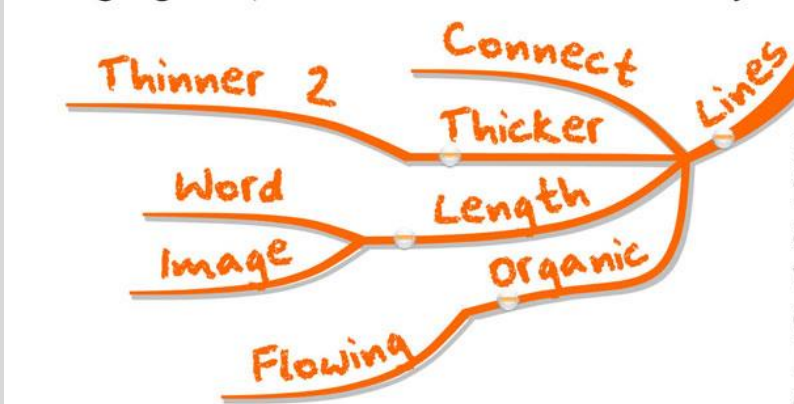 Connect
Lines
Thinner 2
Thicker
Word
Length
Image
Organic
Flowing